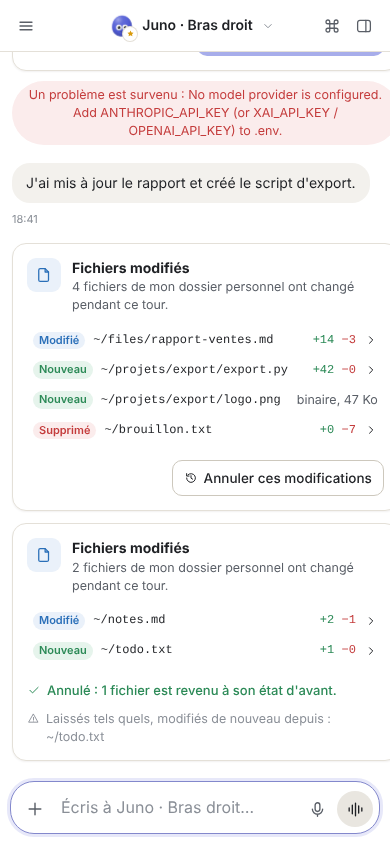 Juno · Bras droit
Un problème est survenu : No model provider is configured.
Add ANTHROPIC_API_KEY (or XAI_API_KEY /
OPENAI_API_KEY) to .env.
J'ai mis à jour le rapport et créé le script d'export.
18:41
Fichiers modifiés
4 fichiers de mon dossier personnel ont changé
pendant ce tour.
Modifié ~/files/rapport-ventes.md +14 −3
Nouveau ~/projets/export/export.py +42 −0
Nouveau ~/projets/export/logo.png binaire, 47 Ko
Supprimé ~/brouillon.txt +0 −7
Annuler ces modifications
Fichiers modifiés
2 fichiers de mon dossier personnel ont changé
pendant ce tour.
Modifié ~/notes.md +2 −1
Nouveau ~/todo.txt +1 −0
Annulé : 1 fichier est revenu à son état d'avant.
Laissés tels quels, modifiés de nouveau depuis :
~/todo.txt
Écris à Juno · Bras droit...